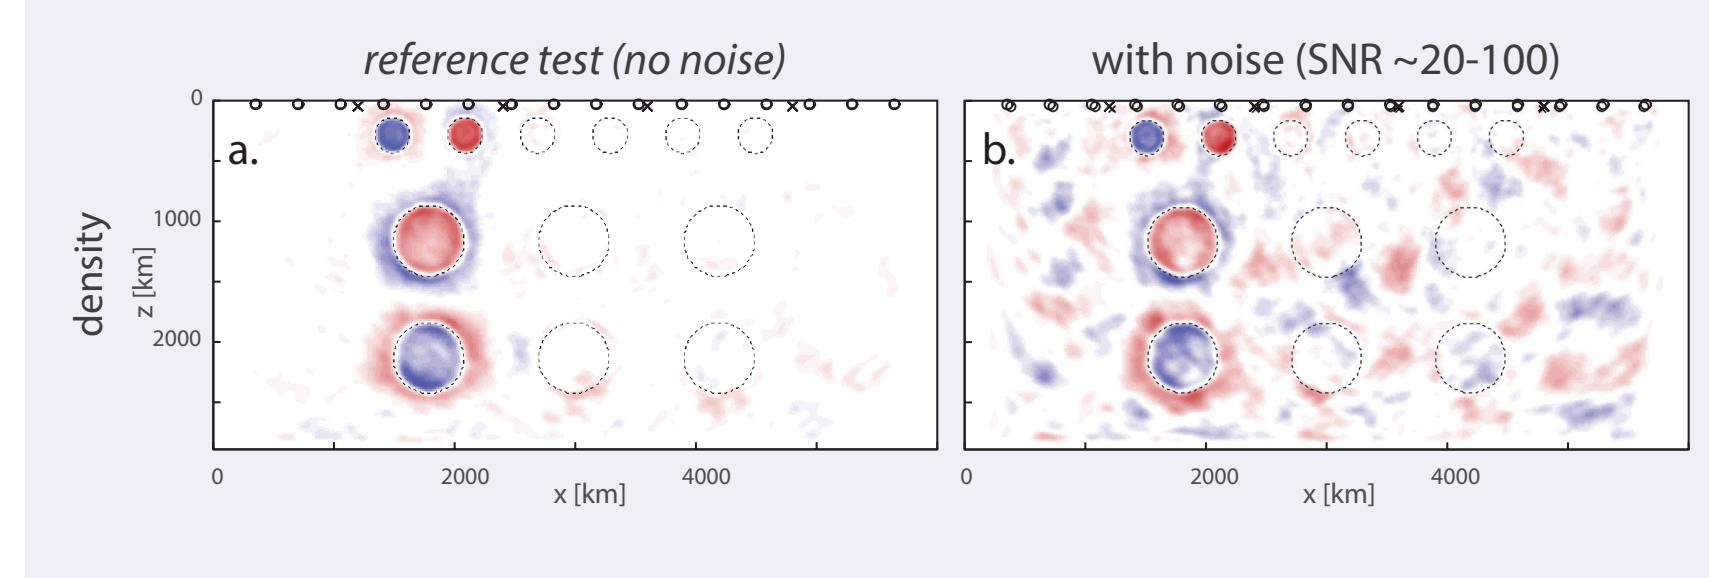 reference test (no noise)
with noise (SNR ~20-100)
density
z [km]
0
1000
2000
a.
0
2000
4000
x [km]
b.
0
2000
4000
x [km]